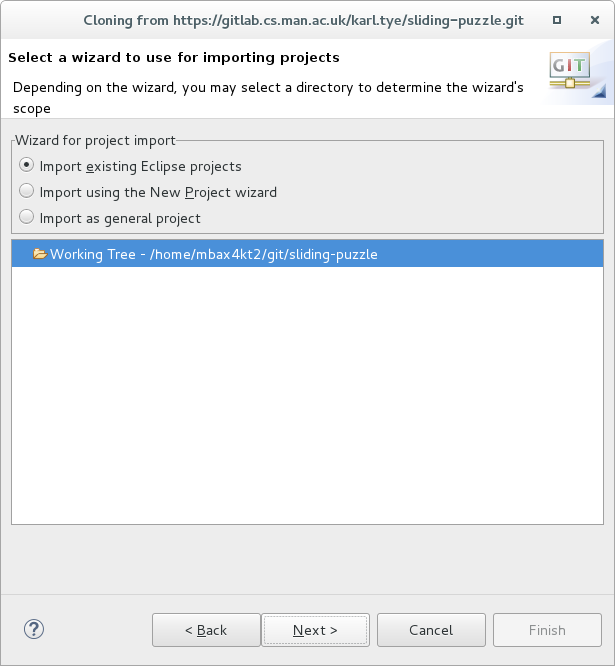 Cloning from https://gitlab.cs.man.ac.uk/karl.tye/sliding-puzzle.git
Select a wizard to use for importing projects
Depending on the wizard, you may select a directory to determine the wizard's
scope
GIT
Wizard for project import
Import existing Eclipse projects
Import using the New Project wizard
Import as general project
Working Tree - /home/mbax4kt2/git/sliding-puzzle
?
< Back
Next >
Cancel
Finish